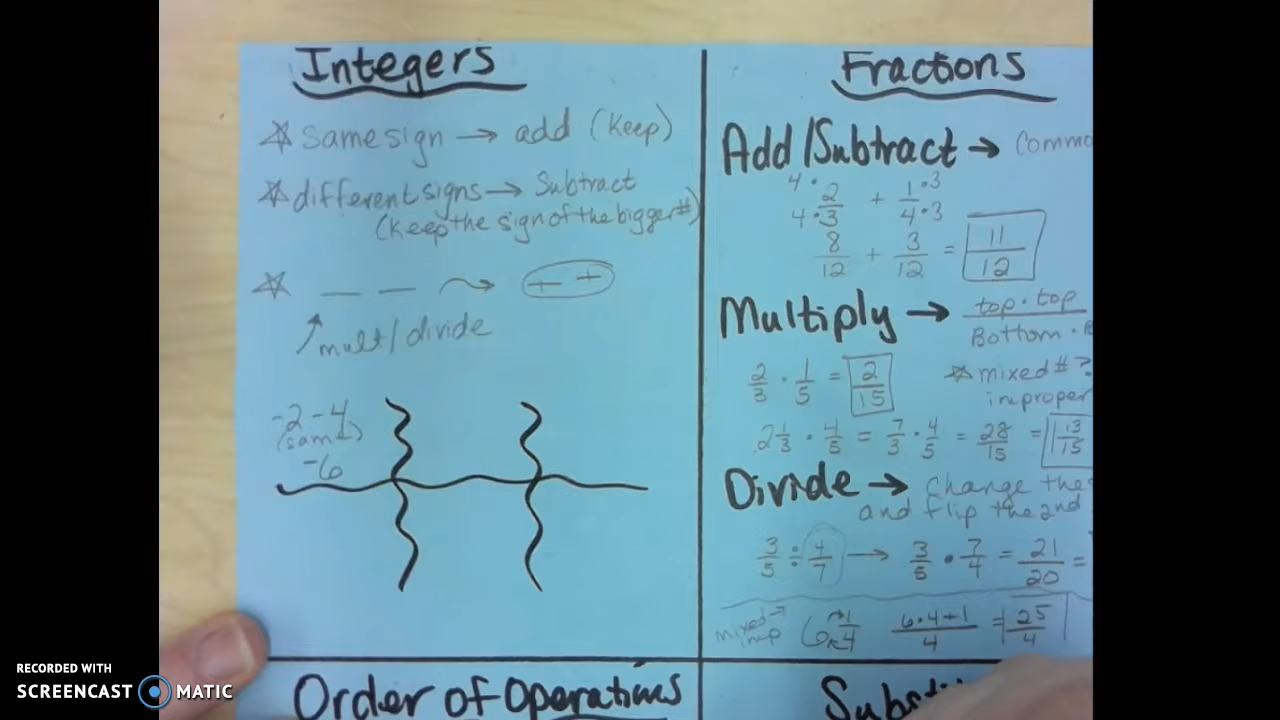 Integers
☆ same sign → add (Keep)
☆ different signs → Subtract
(Keep the sign of the bigger #)
☆ — — → + +
mult/divide
-2 - 4
(same)
-6
Fractions
Add/Subtract → Commo
4 · 2/3 · 4 + 1/4 · 3 · 3
8/12 + 3/12 = 11/12
Multiply → top · top
Bottom · B
2/3 · 1/5 = 2/15
☆ mixed # ?
improper
2 1/3 · 4/5 = 7/3 · 4/5 = 28/15 = 1 13/15
Divide → Change the
and flip the 2nd
3/5 ÷ 4/7 → 3/5 · 7/4 = 21/20 =
mixed →
imp
6 1/4 6·4+1/4 = 25/4
Order of Operations
RECORDED WITH
SCREENCAST MATIC